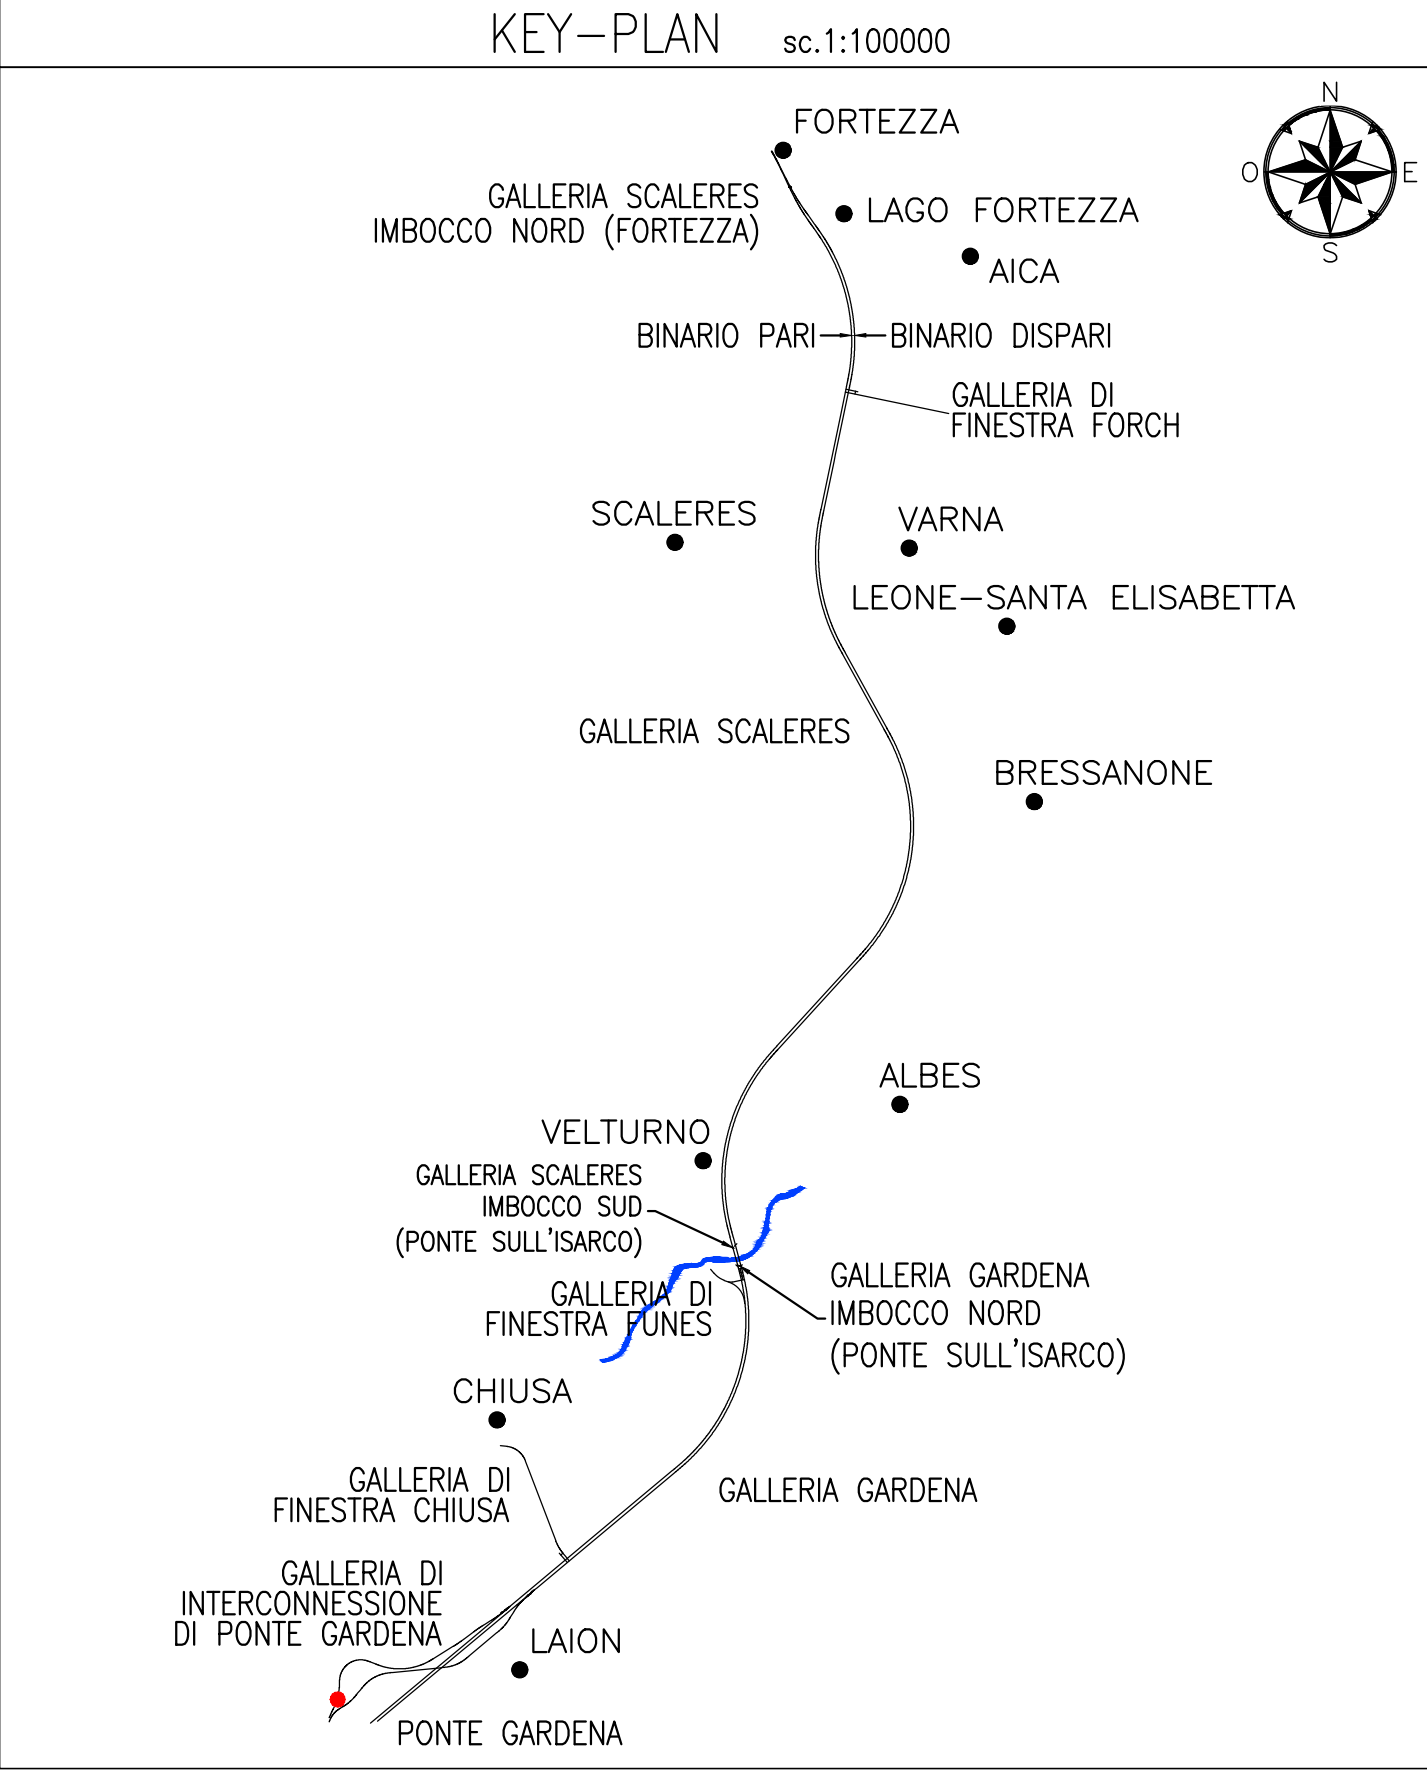 KEY-PLAN sc.1:100000
N
O
E
S
FORTEZZA
GALLERIA SCALERES
IMBOCCO NORD (FORTEZZA)
LAGO FORTEZZA
AICA
BINARIO PARI
BINARIO DISPARI
GALLERIA DI
FINESTRA FORCH
SCALERES
VARNA
LEONE-SANTA ELISABETTA
GALLERIA SCALERES
BRESSANONE
ALBES
VELTURNO
GALLERIA SCALERES
IMBOCCO SUD
(PONTE SULL'ISARCO)
GALLERIA GARDENA
IMBOCCO NORD
(PONTE SULL'ISARCO)
GALLERIA DI
FINESTRA FUNES
CHIUSA
GALLERIA DI
FINESTRA CHIUSA
GALLERIA GARDENA
GALLERIA DI
INTERCONNESSIONE
DI PONTE GARDENA
LAION
PONTE GARDENA